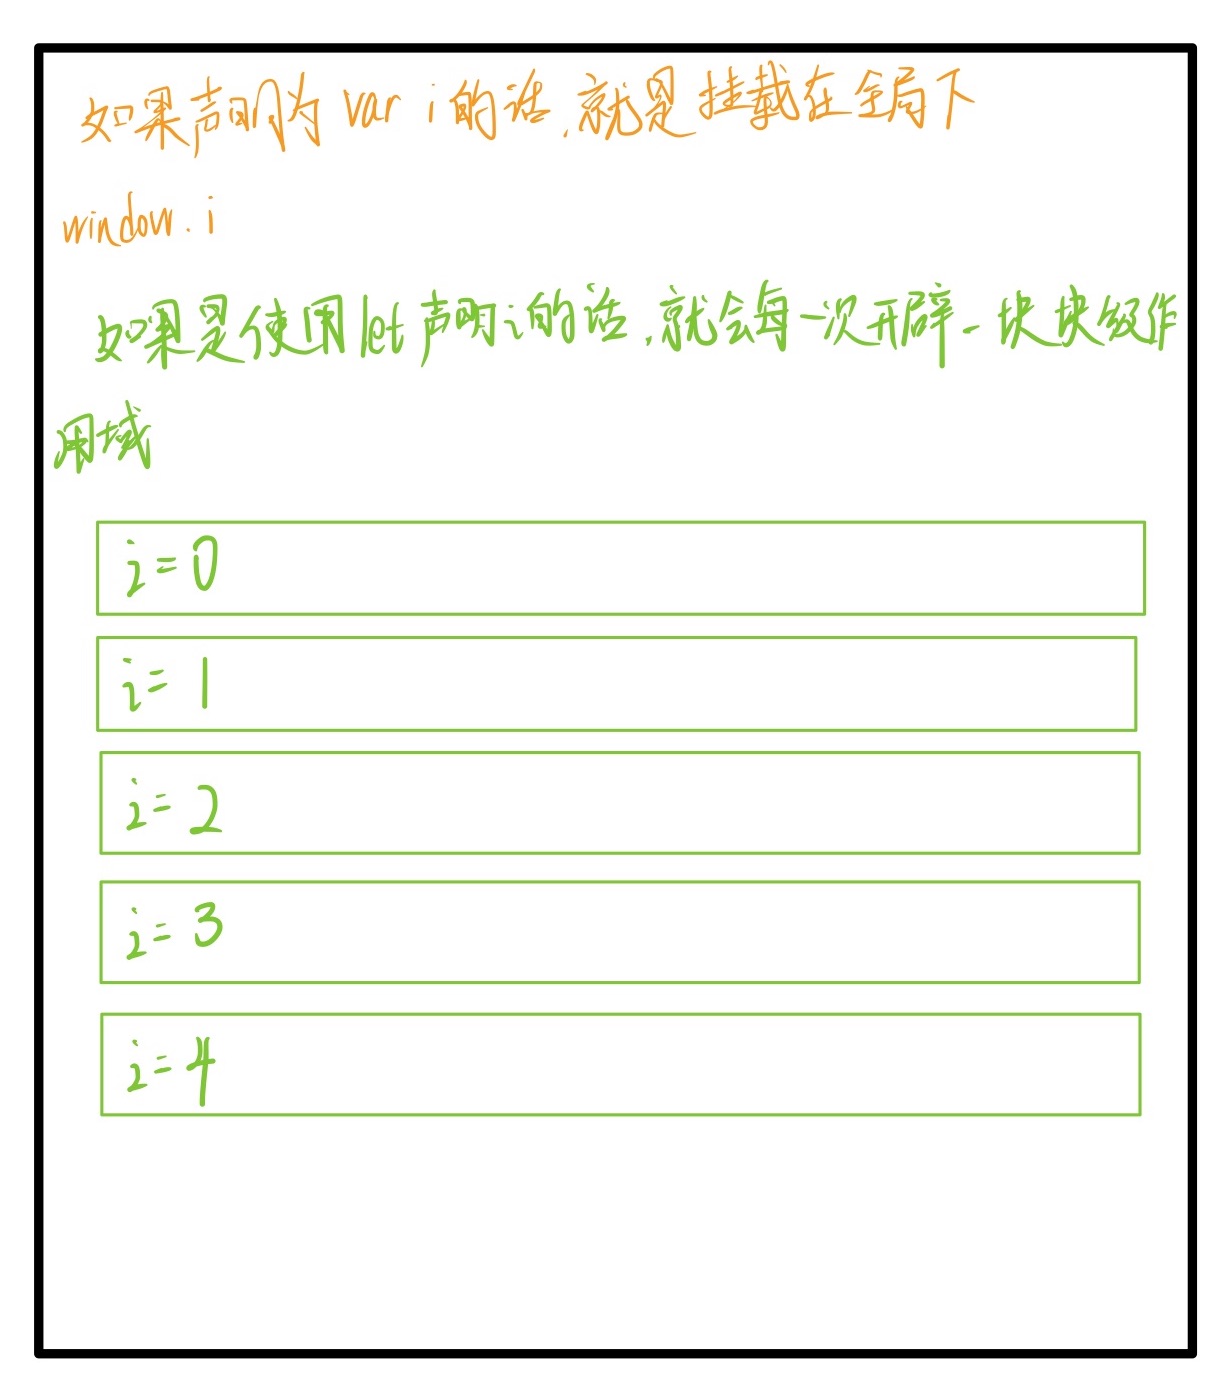 如果声明为 var i 的话,就是挂载在全局下
window.i
如果是使用let声明i的话,就会每一次开辟一块块级作
用域
i=0
i=1
i=2
i=3
i=4